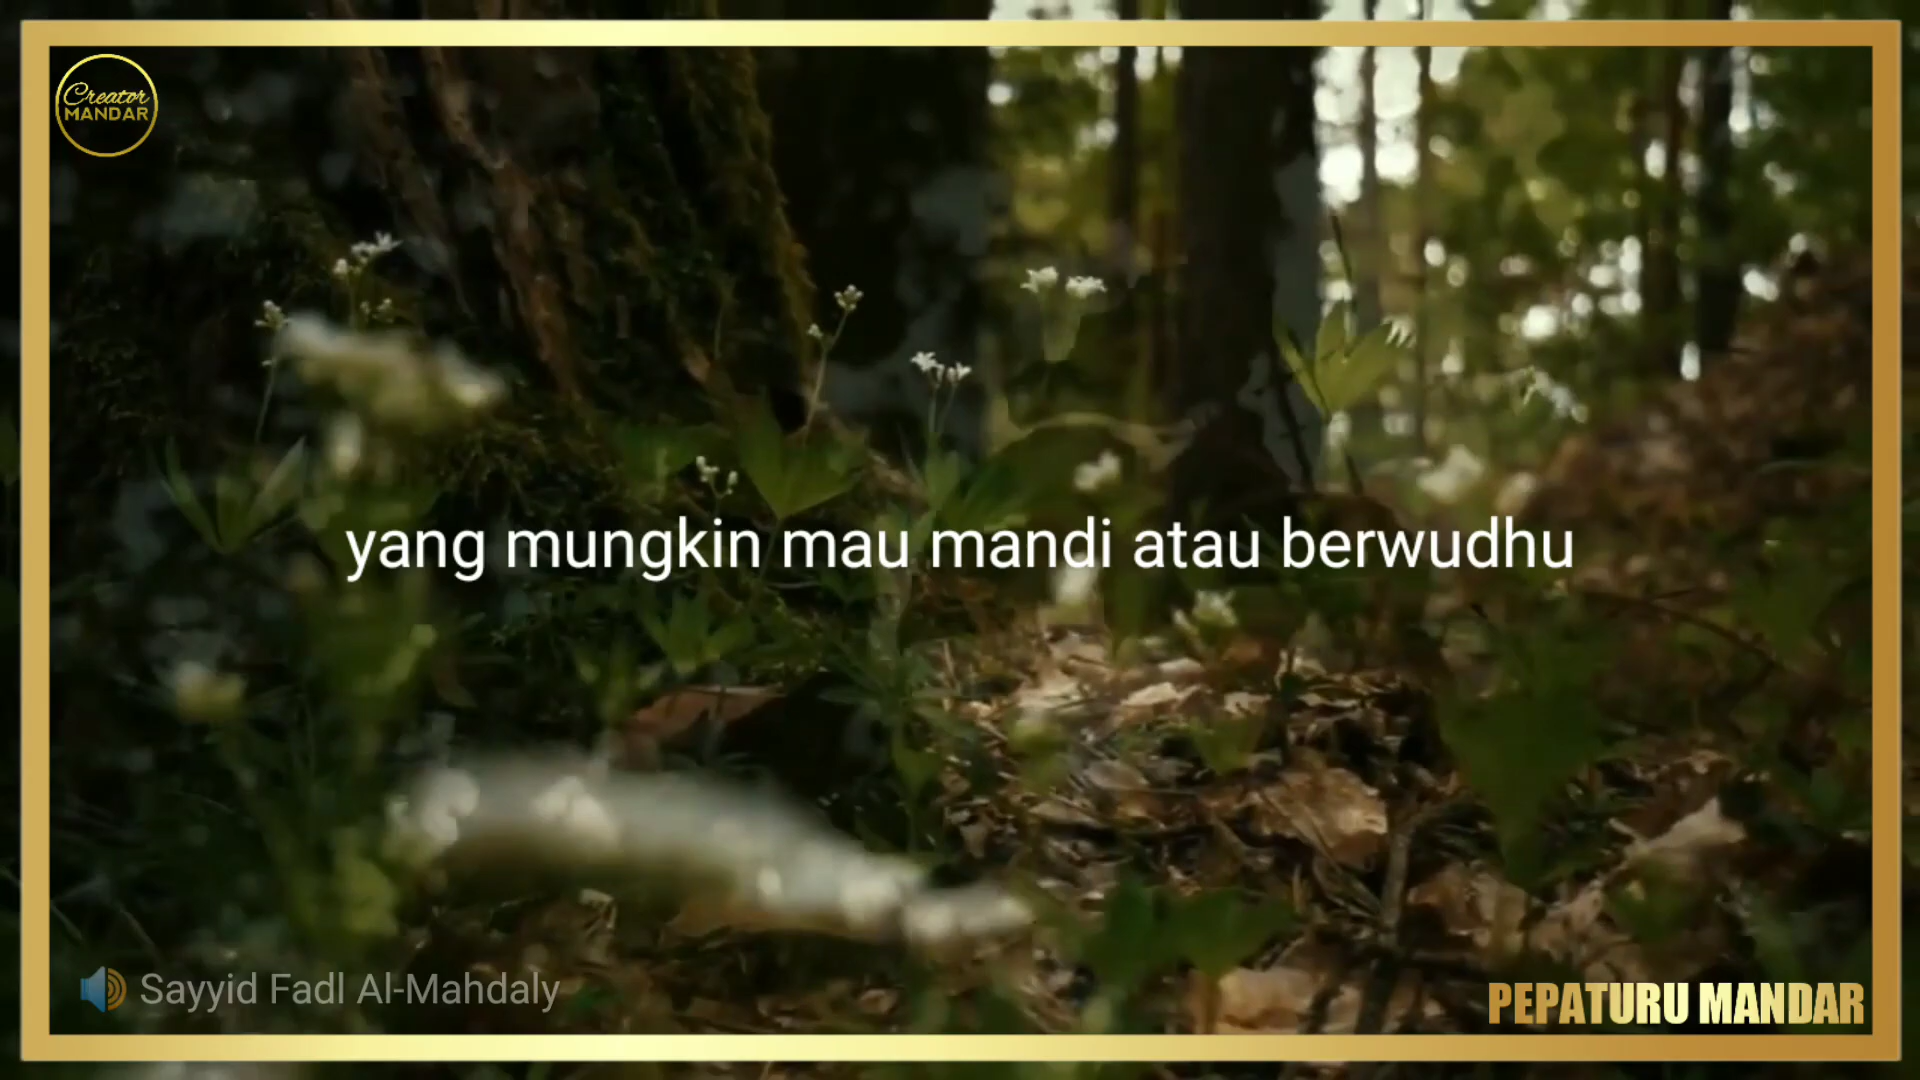 Creator
MANDAR
yang mungkin mau mandi atau berwudhu
Sayyid Fadl Al-Mahdaly
PEPATURU MANDAR